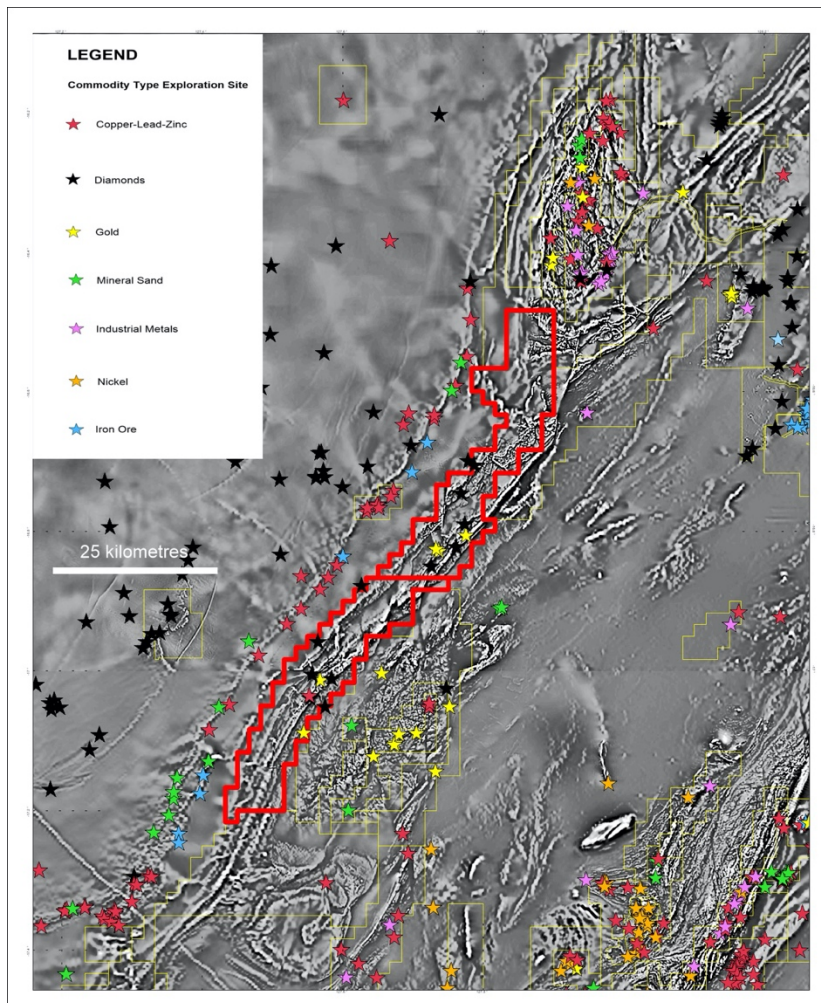 LEGEND
Commodity Type Exploration Site
Copper-Lead-Zinc
Diamonds
Gold
Mineral Sand
Industrial Metals
Nickel
Iron Ore
25 kilometres